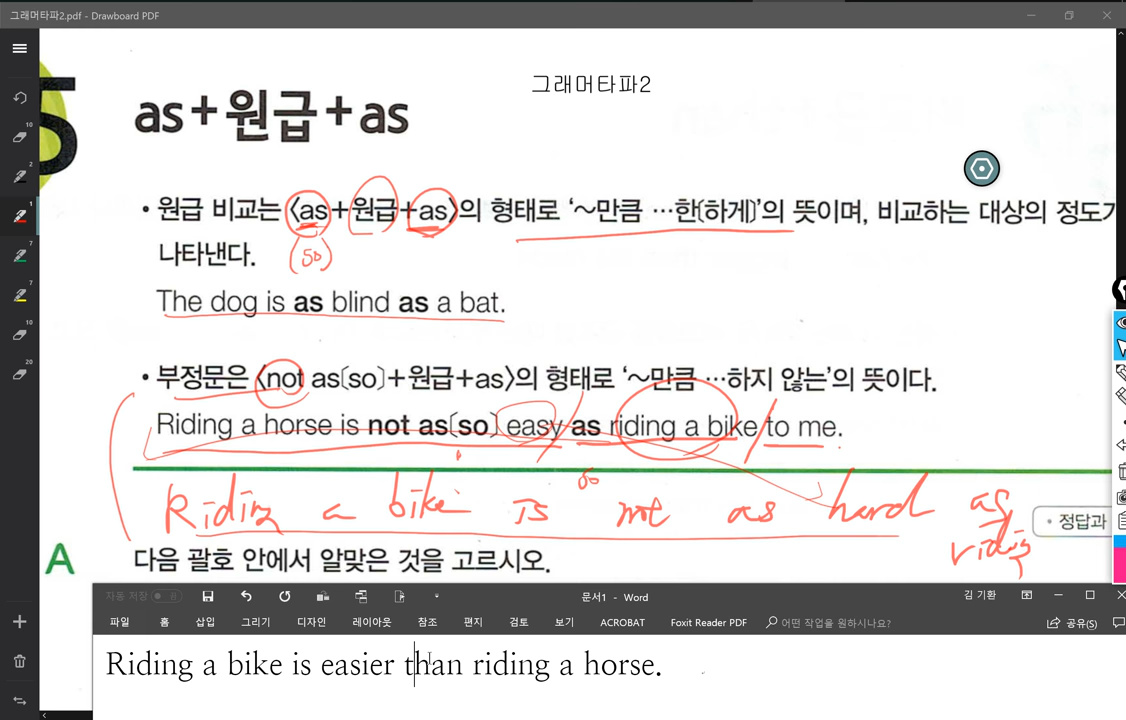 그래머타파2.pdf - Drawboard PDF
그래머타파2
5
as+원급+as
• 원급 비교는 〈as+원급+as〉의 형태로 '~만큼 …한(하게)'의 뜻이며, 비교하는 대상의 정도가
나타낸다.
(so)
The dog is as blind as a bat.
• 부정문은 〈not as(so)+원급+as〉의 형태로 '~만큼 …하지 않는'의 뜻이다.
Riding a horse is not as(so) easy as riding a bike to me.
so
Riding a bike is not as hard as
riding
• 정답과
A 다음 괄호 안에서 알맞은 것을 고르시오.
10
2
1
7
7
10
20
자동 저장
문서1 - Word
김 기환
파일 홈 삽입 그리기 디자인 레이아웃 참조 편지 검토 보기 ACROBAT Foxit Reader PDF 어떤 작업을 원하시나요? 공유(S)
Riding a bike is easier than riding a horse.